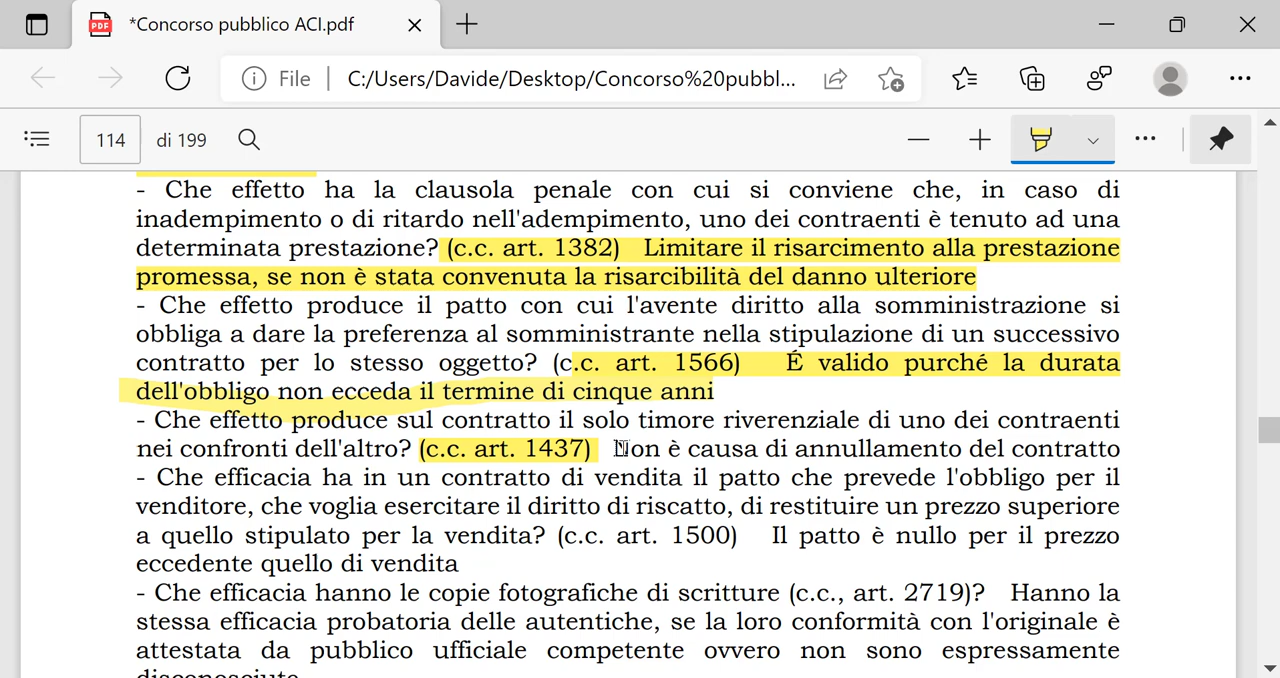 *Concorso pubblico ACI.pdf
File | C:/Users/Davide/Desktop/Concorso%20pubbl...
114 di 199
- Che effetto ha la clausola penale con cui si conviene che, in caso di
inadempimento o di ritardo nell'adempimento, uno dei contraenti è tenuto ad una
determinata prestazione? (c.c. art. 1382) Limitare il risarcimento alla prestazione
promessa, se non è stata convenuta la risarcibilità del danno ulteriore
- Che effetto produce il patto con cui l'avente diritto alla somministrazione si
obbliga a dare la preferenza al somministrante nella stipulazione di un successivo
contratto per lo stesso oggetto? (c.c. art. 1566) É valido purché la durata
dell'obbligo non ecceda il termine di cinque anni
- Che effetto produce sul contratto il solo timore riverenziale di uno dei contraenti
nei confronti dell'altro? (c.c. art. 1437) Non è causa di annullamento del contratto
- Che efficacia ha in un contratto di vendita il patto che prevede l'obbligo per il
venditore, che voglia esercitare il diritto di riscatto, di restituire un prezzo superiore
a quello stipulato per la vendita? (c.c. art. 1500) Il patto è nullo per il prezzo
eccedente quello di vendita
- Che efficacia hanno le copie fotografiche di scritture (c.c., art. 2719)? Hanno la
stessa efficacia probatoria delle autentiche, se la loro conformità con l'originale è
attestata da pubblico ufficiale competente ovvero non sono espressamente
disconosciute